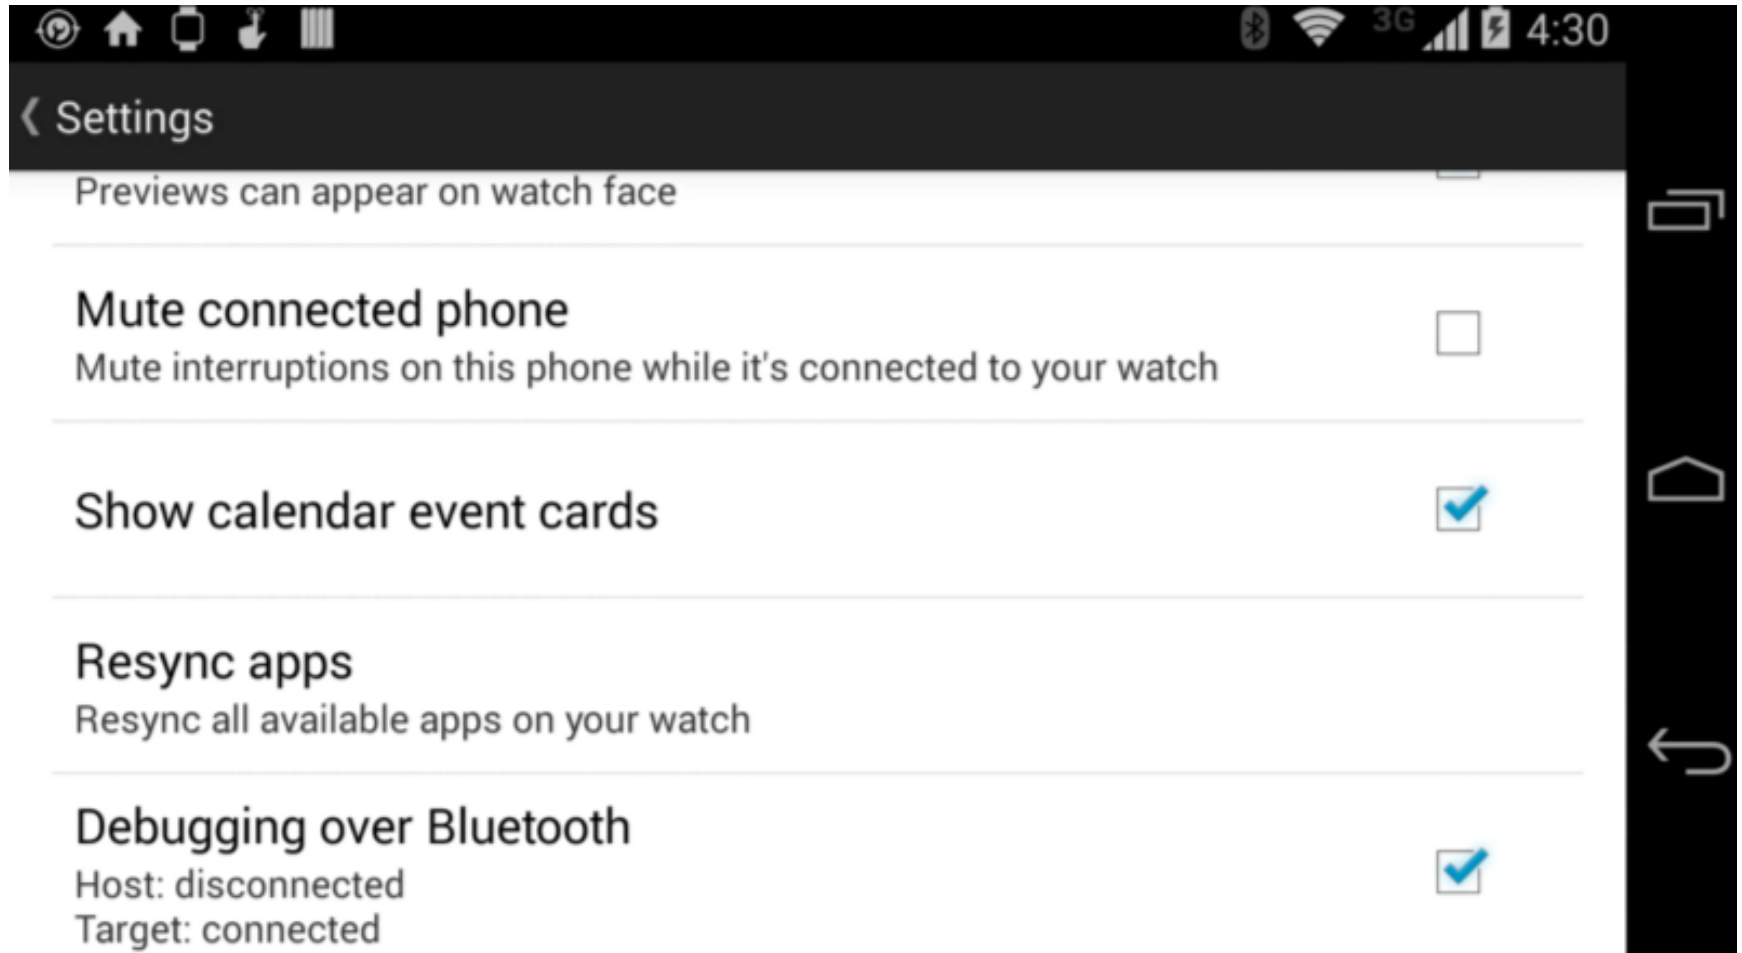 3G 4:30
Settings
Previews can appear on watch face
Mute connected phone
Mute interruptions on this phone while it's connected to your watch
Show calendar event cards
Resync apps
Resync all available apps on your watch
Debugging over Bluetooth
Host: disconnected
Target: connected